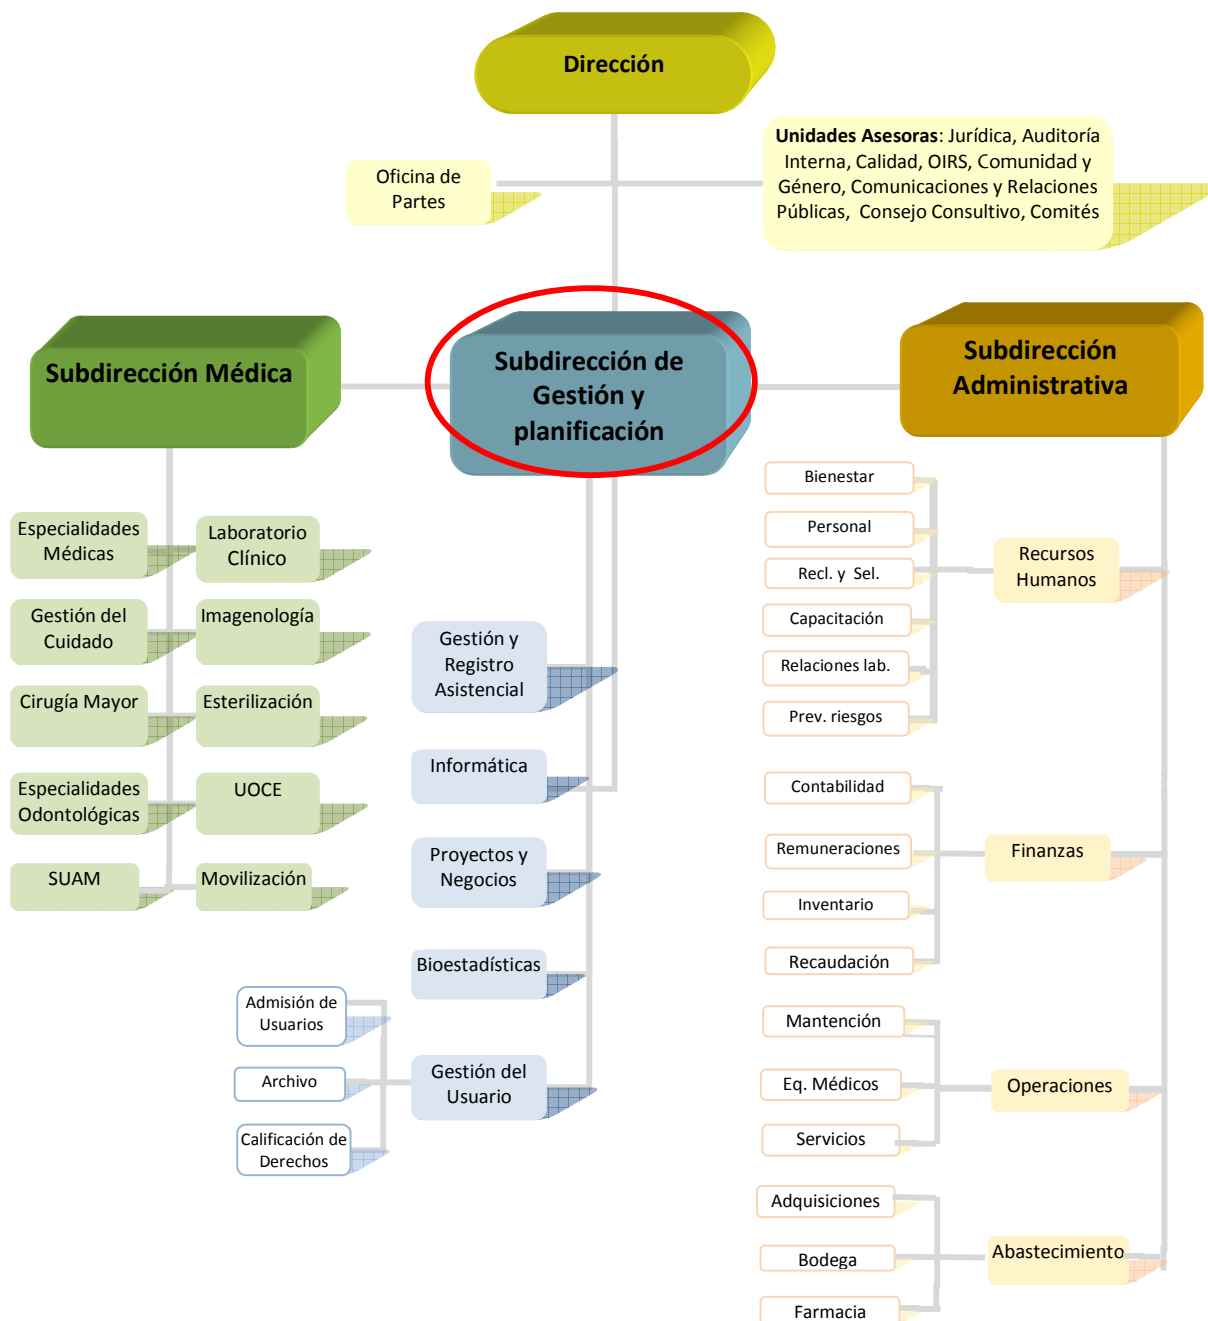 Dirección
Unidades Asesoras: Jurídica, Auditoría
Interna, Calidad, OIRS, Comunidad y
Género, Comunicaciones y Relaciones
Públicas, Consejo Consultivo, Comités
Oficina de
Partes
Subdirección Médica
Subdirección de
Gestión y
planificación
Subdirección
Administrativa
Especialidades
Médicas
Laboratorio
Clínico
Gestión del
Cuidado
Imagenología
Cirugía Mayor
Esterilización
Especialidades
Odontológicas
UOCE
SUAM
Movilización
Gestión y
Registro
Asistencial
Informática
Proyectos y
Negocios
Bioestadísticas
Gestión del
Usuario
Admisión de
Usuarios
Archivo
Calificación de
Derechos
Bienestar
Personal
Recl. y Sel.
Capacitación
Relaciones lab.
Prev. riesgos
Recursos
Humanos
Contabilidad
Remuneraciones
Inventario
Recaudación
Finanzas
Mantención
Eq. Médicos
Servicios
Operaciones
Adquisiciones
Bodega
Farmacia
Abastecimiento